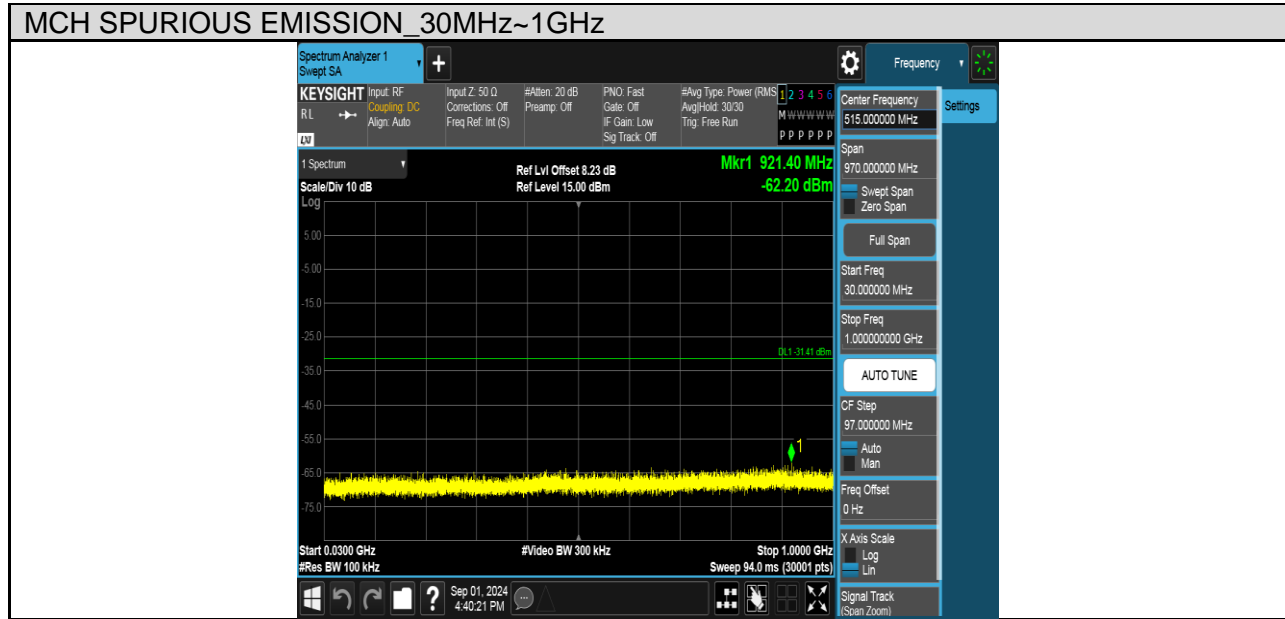 MCH SPURIOUS EMISSION_30MHz~1GHz
Spectrum Analyzer 1
Swept SA
+
Frequency
KEYSIGHT
RL
LXI
Input: RF
Coupling: DC
Align: Auto
Input Z: 50 Ω
Corrections: Off
Freq Ref: Int (S)
#Atten: 20 dB
Preamp: Off
PNO: Fast
Gate: Off
IF Gain: Low
Sig Track: Off
#Avg Type: Power (RMS
Avg|Hold: 30/30
Trig: Free Run
1 2 3 4 5 6
M W W W W W
P P P P P P
1 Spectrum
Scale/Div 10 dB
Log
Ref Lvl Offset 8.23 dB
Ref Level 15.00 dBm
Mkr1 921.40 MHz
-62.20 dBm
5.00
-5.00
-15.0
-25.0
DL1 -31.41 dBm
-35.0
-45.0
-55.0
1
-65.0
-75.0
Start 0.0300 GHz
#Res BW 100 kHz
#Video BW 300 kHz
Stop 1.0000 GHz
Sweep 94.0 ms (30001 pts)
?
Sep 01, 2024
4:40:21 PM
Center Frequency
515.000000 MHz
Settings
Span
970.000000 MHz
Swept Span
Zero Span
Full Span
Start Freq
30.000000 MHz
Stop Freq
1.000000000 GHz
AUTO TUNE
CF Step
97.000000 MHz
Auto
Man
Freq Offset
0 Hz
X Axis Scale
Log
Lin
Signal Track
(Span Zoom)